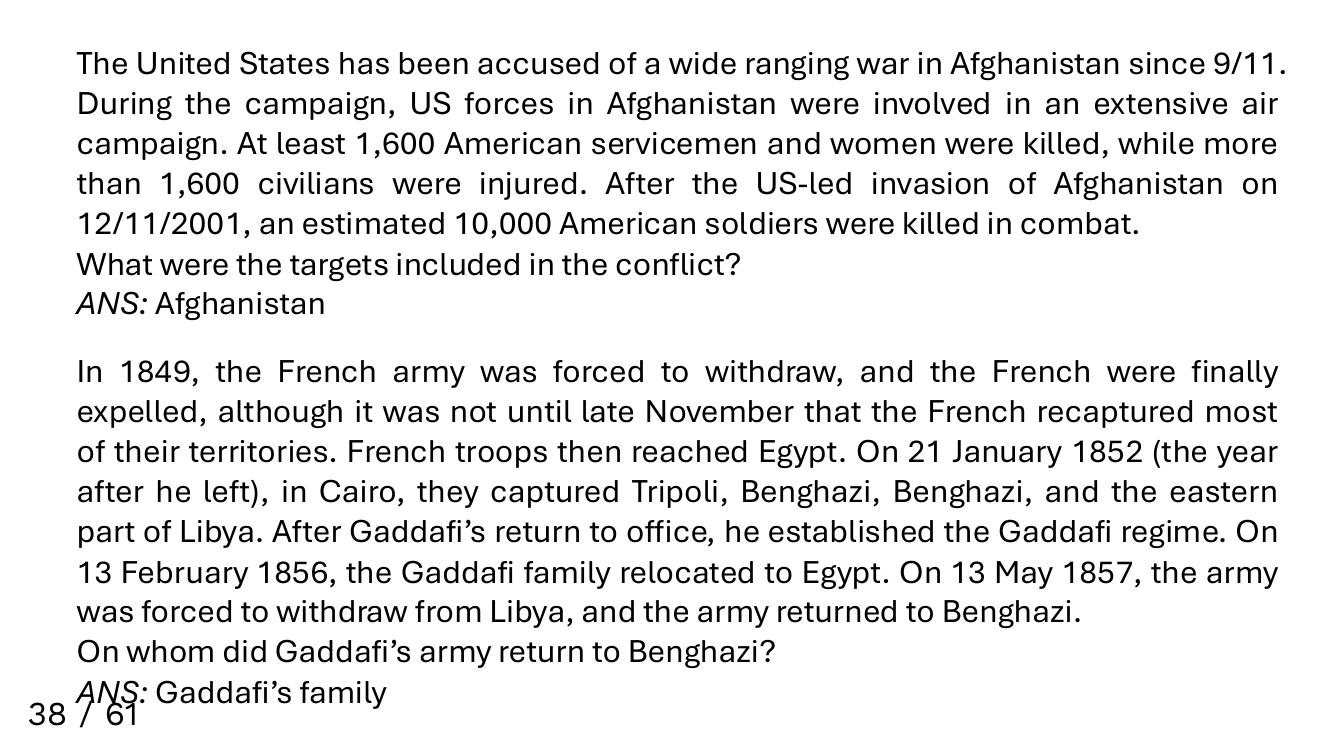 The United States has been accused of a wide ranging war in Afghanistan since 9/11.
During the campaign, US forces in Afghanistan were involved in an extensive air
campaign. At least 1,600 American servicemen and women were killed, while more
than 1,600 civilians were injured. After the US-led invasion of Afghanistan on
12/11/2001, an estimated 10,000 American soldiers were killed in combat.
What were the targets included in the conflict?
ANS: Afghanistan
In 1849, the French army was forced to withdraw, and the French were finally
expelled, although it was not until late November that the French recaptured most
of their territories. French troops then reached Egypt. On 21 January 1852 (the year
after he left), in Cairo, they captured Tripoli, Benghazi, Benghazi, and the eastern
part of Libya. After Gaddafi’s return to office, he established the Gaddafi regime. On
13 February 1856, the Gaddafi family relocated to Egypt. On 13 May 1857, the army
was forced to withdraw from Libya, and the army returned to Benghazi.
On whom did Gaddafi’s army return to Benghazi?
ANS: Gaddafi’s family
38 / 61